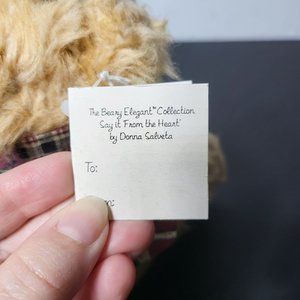 The Beary Elegant™ Collection
Say it From the Heart'
by Donna Salveta
To: